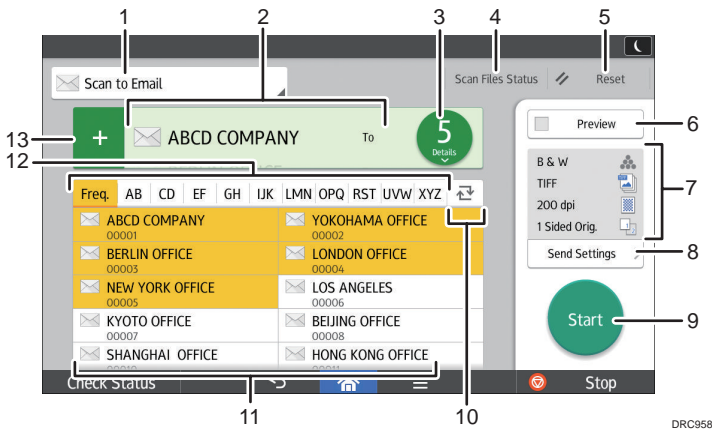 1 2 3 4 5
Scan to Email
Scan Files Status
Reset
13
+ ABCD COMPANY To
5
Details
Preview
6
12
Freq. AB CD EF GH IJK LMN OPQ RST UVW XYZ
B & W
TIFF
200 dpi
1 Sided Orig.
7
ABCD COMPANY
00001
YOKOHAMA OFFICE
00002
BERLIN OFFICE
00003
LONDON OFFICE
00004
NEW YORK OFFICE
00005
LOS ANGELES
00006
KYOTO OFFICE
00007
BEIJING OFFICE
00008
SHANGHAI OFFICE
HONG KONG OFFICE
Send Settings
8
Start
9
Check Status
Stop
11
10
DRC958